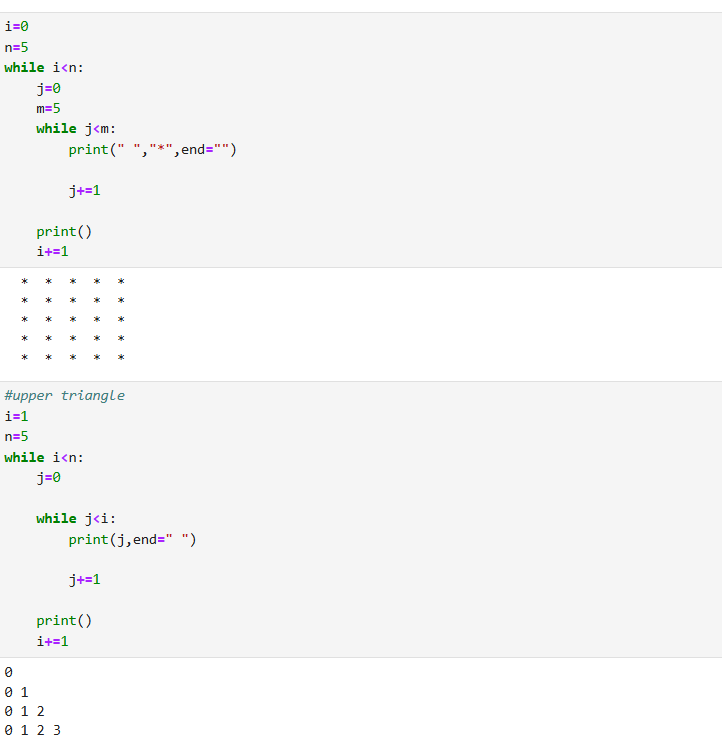 i=0
n=5
while i<n:
    j=0
    m=5
    while j<m:
        print(" ","*",end="")
        j+=1
    print()
    i+=1
  *  *  *  *  *
  *  *  *  *  *
  *  *  *  *  *
  *  *  *  *  *
  *  *  *  *  *
#upper triangle
i=1
n=5
while i<n:
    j=0
    while j<i:
        print(j,end=" ")
        j+=1
    print()
    i+=1
0
0 1
0 1 2
0 1 2 3